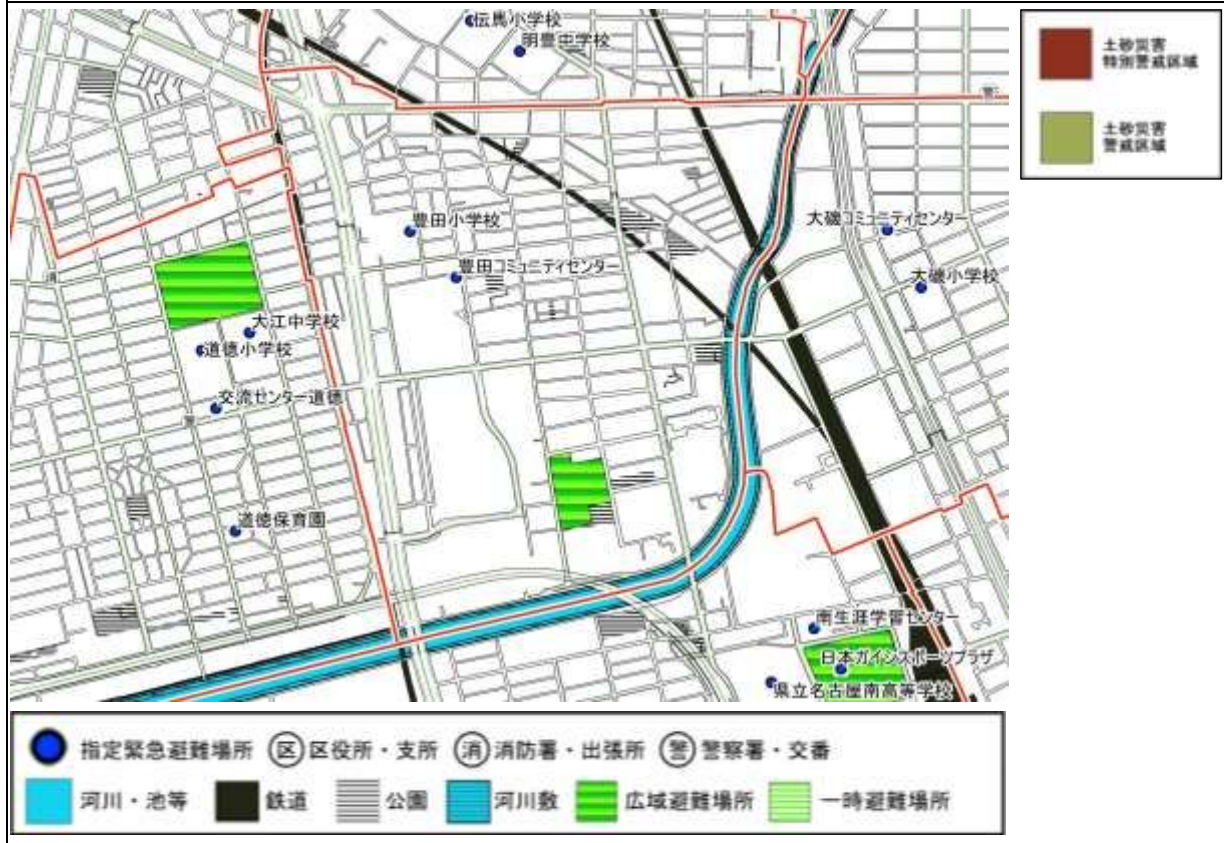 伝馬小学校
明豊中学校
土砂災害
特別警戒区域
警
土砂災害
警戒区域
豊田小学校
大磯コミュニティセンター
豊田コミュニティセンター
消
大磯小学校
大江中学校
道徳小学校
交流センター道徳
道徳保育園
南生涯学習センター
日本ガイシスポーツプラザ
県立名古屋南高等学校
指定緊急避難場所 区 区役所・支所 消 消防署・出張所 警 警察署・交番
河川・池等 鉄道 公園 河川敷 広域避難場所 一時避難場所